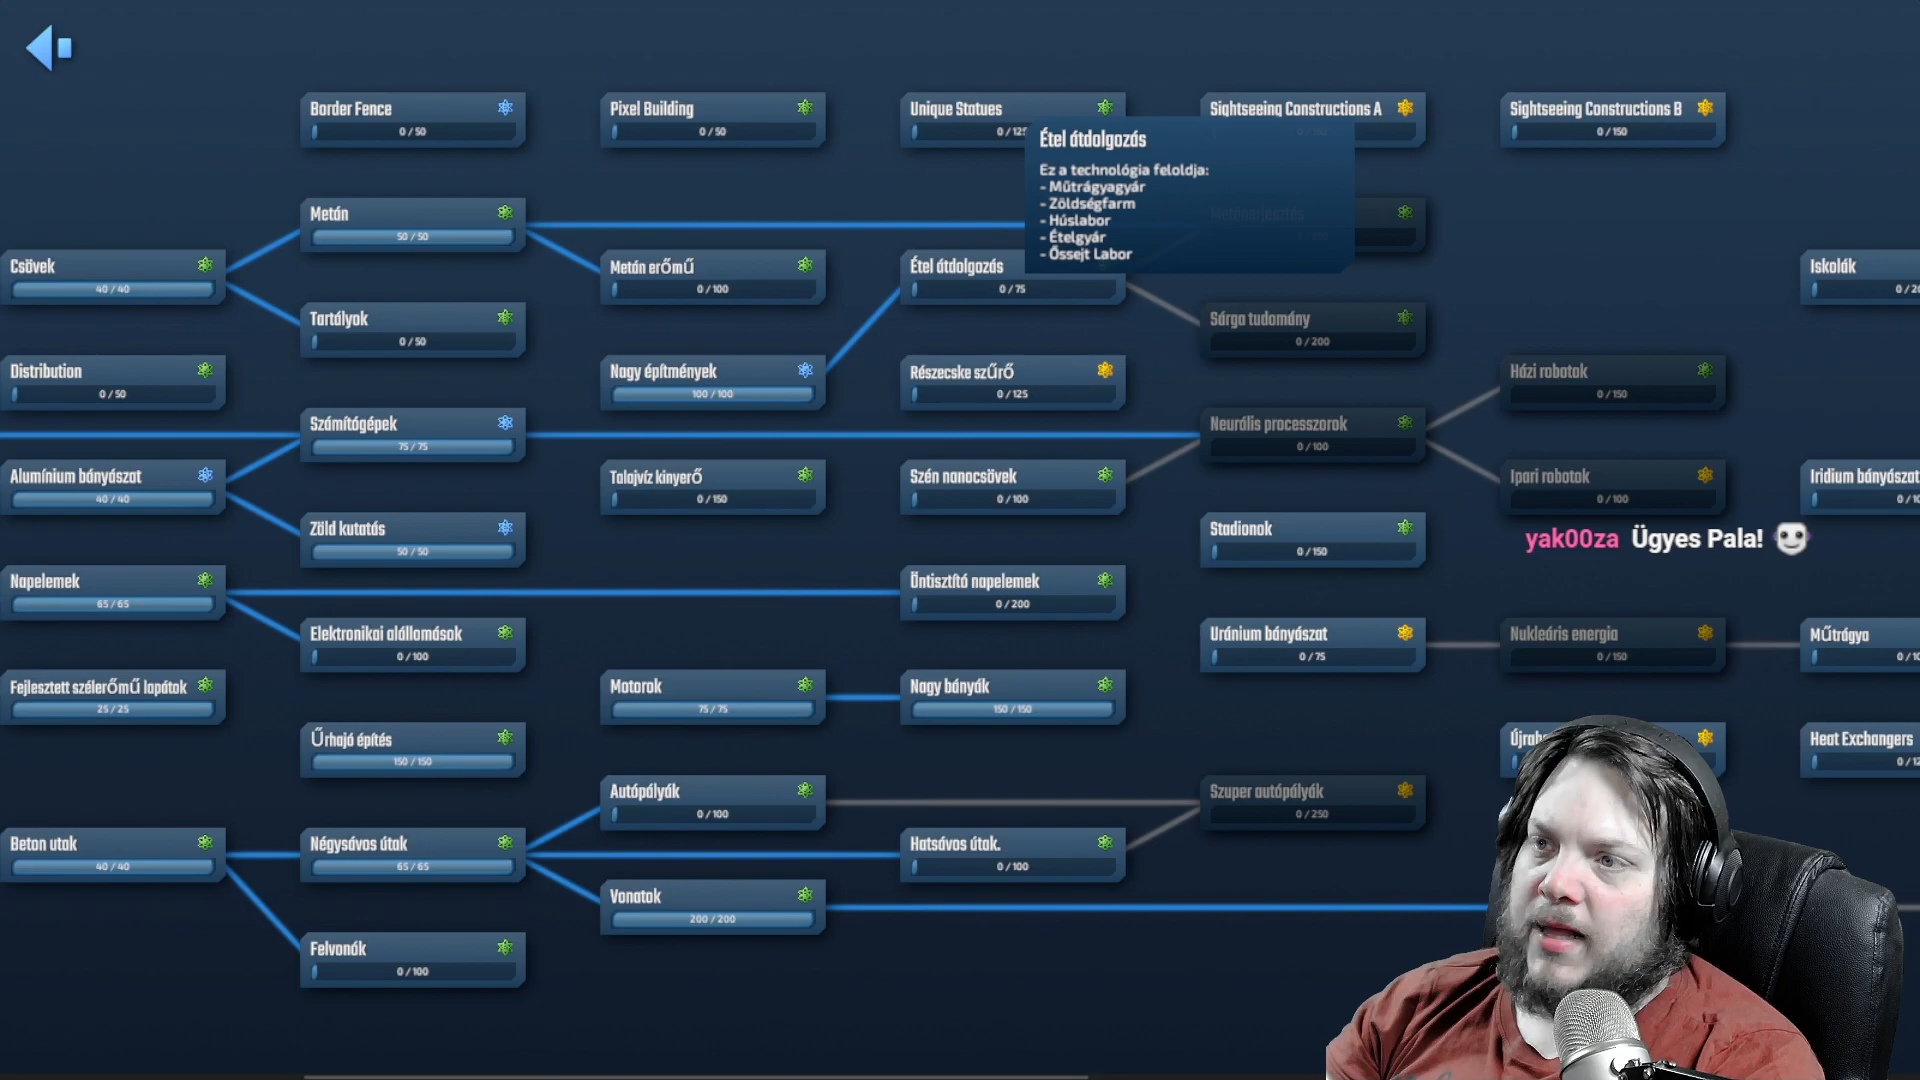 Border Fence
0 / 50
Pixel Building
0 / 50
Unique Statues
0 / 125
Sightseeing Constructions A
Sightseeing Constructions B
0 / 150
Étel átdolgozás
Ez a technológia feloldja:
- Műtrágyagyár
- Zöldségfarm
- Húslabor
- Ételgyár
- Őssejt Labor
Metán
50 / 50
Csövek
40 / 40
Metán erőmű
0 / 100
Étel átdolgozás
0 / 75
Iskolák
Tartályok
0 / 50
Sárga tudomány
0 / 200
Distribution
0 / 50
Nagy építmények
100 / 100
Részecske szűrő
0 / 125
Házi robotok
0 / 150
Számítógépek
75 / 75
Neurális processzorok
0 / 100
Alumínium bányászat
40 / 40
Talajvíz kinyerő
0 / 150
Szén nanocsövek
0 / 100
Ipari robotok
0 / 100
Iridium bányászat
Zöld kutatás
50 / 50
Stadionok
0 / 150
yak00za Ügyes Pala!
Napelemek
65 / 65
Öntisztító napelemek
0 / 200
Elektronikai alállomások
0 / 100
Uránium bányászat
0 / 75
Nukleáris energia
0 / 150
Műtrágya
Fejlesztett szélerőmű lapátok
25 / 25
Motorok
75 / 75
Nagy bányák
150 / 150
Űrhajó építés
150 / 150
Heat Exchangers
Autópályák
0 / 100
Szuper autópályák
0 / 250
Beton utak
40 / 40
Négysávos útak
65 / 65
Hatsávos útak.
0 / 100
Vonatok
200 / 200
Felvonók
0 / 100